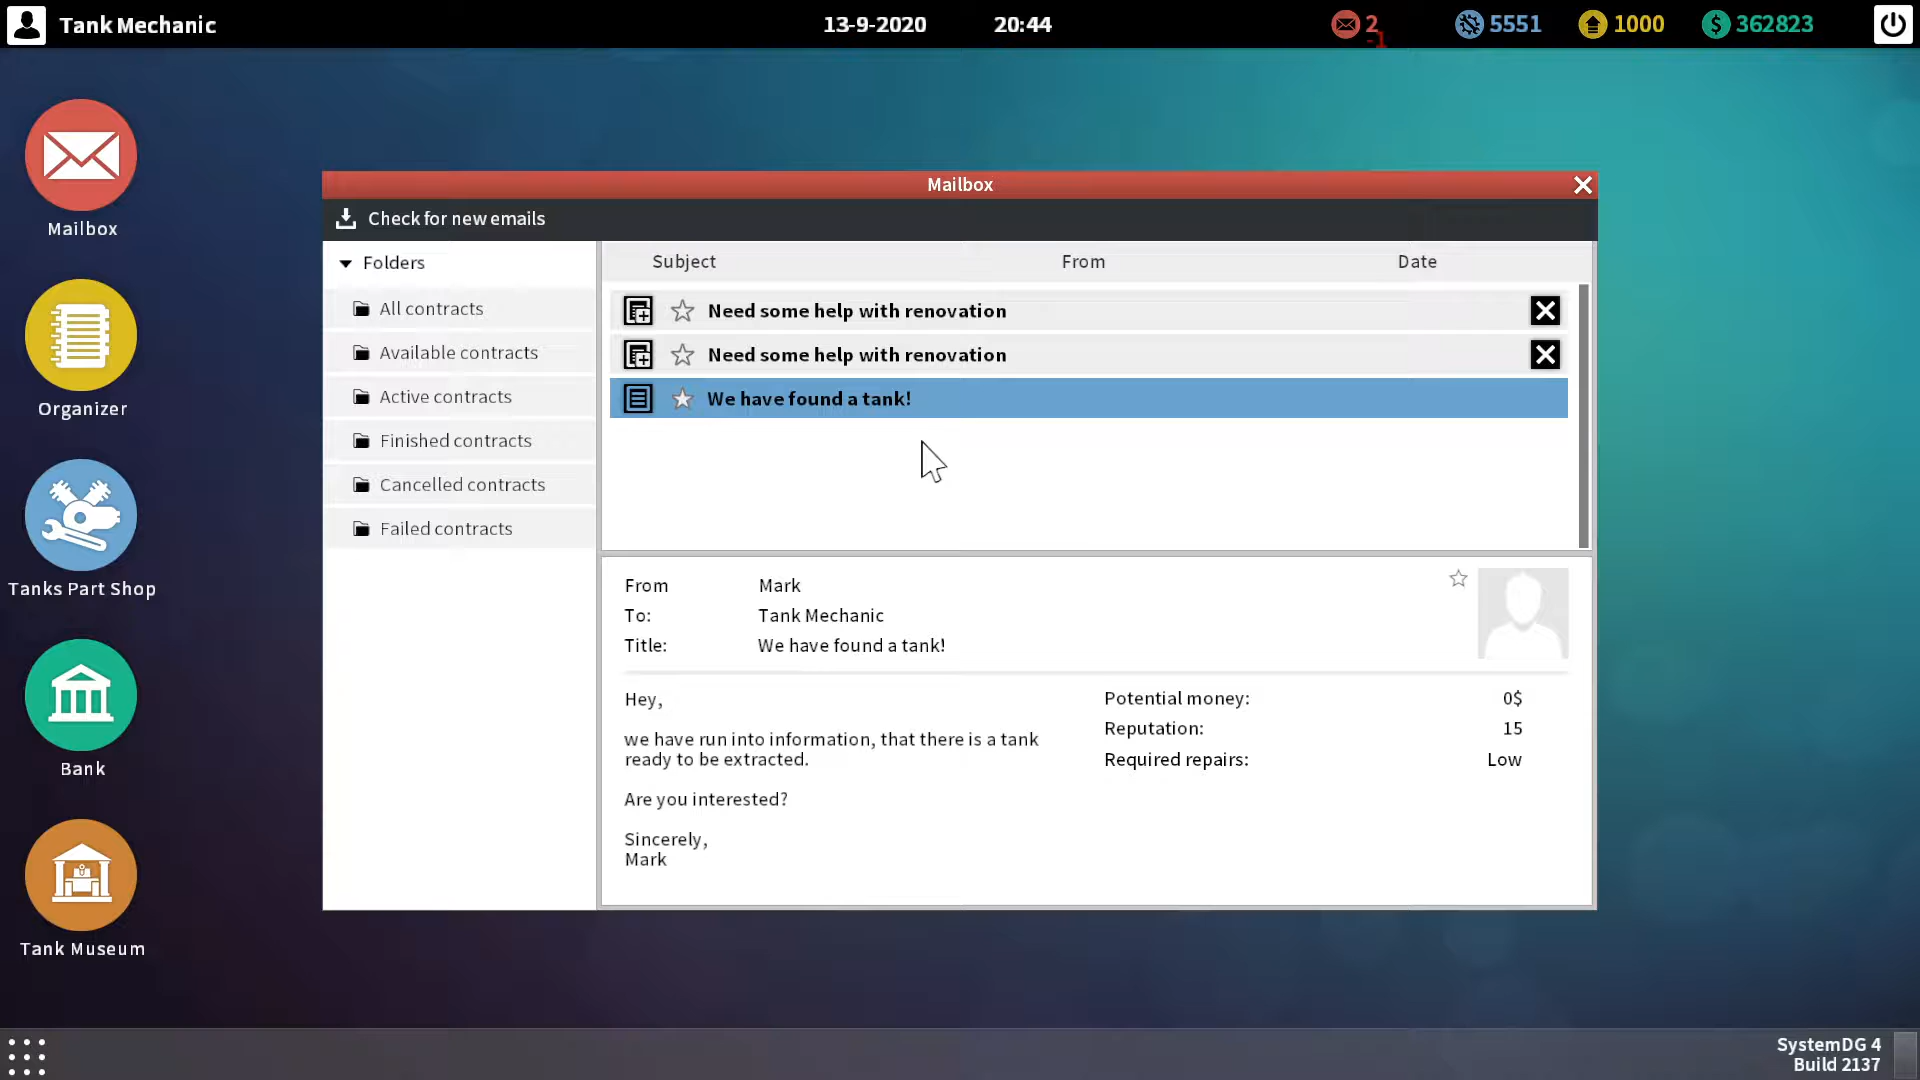 Tank Mechanic
13-9-2020
20:44
2
-1
5551
1000
362823
Mailbox
Organizer
Tanks Part Shop
Bank
Tank Museum
Mailbox
Check for new emails
Folders
All contracts
Available contracts
Active contracts
Finished contracts
Cancelled contracts
Failed contracts
Subject From Date
Need some help with renovation
Need some help with renovation
We have found a tank!
From Mark
To: Tank Mechanic
Title: We have found a tank!
Hey,
we have run into information, that there is a tank
ready to be extracted.
Are you interested?
Sincerely,
Mark
Potential money: 0$
Reputation: 15
Required repairs: Low
SystemDG 4
Build 2137